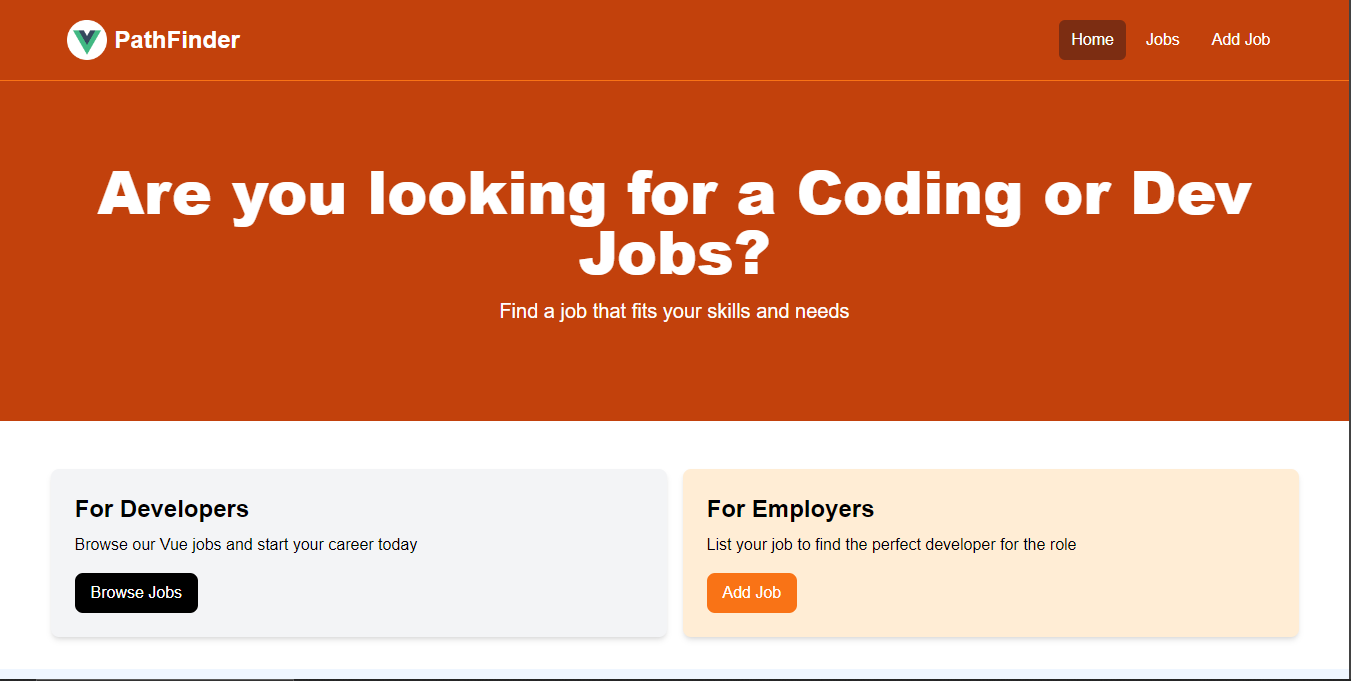 PathFinder
Home
Jobs
Add Job
Are you looking for a Coding or Dev
Jobs?
Find a job that fits your skills and needs
For Developers
Browse our Vue jobs and start your career today
Browse Jobs
For Employers
List your job to find the perfect developer for the role
Add Job